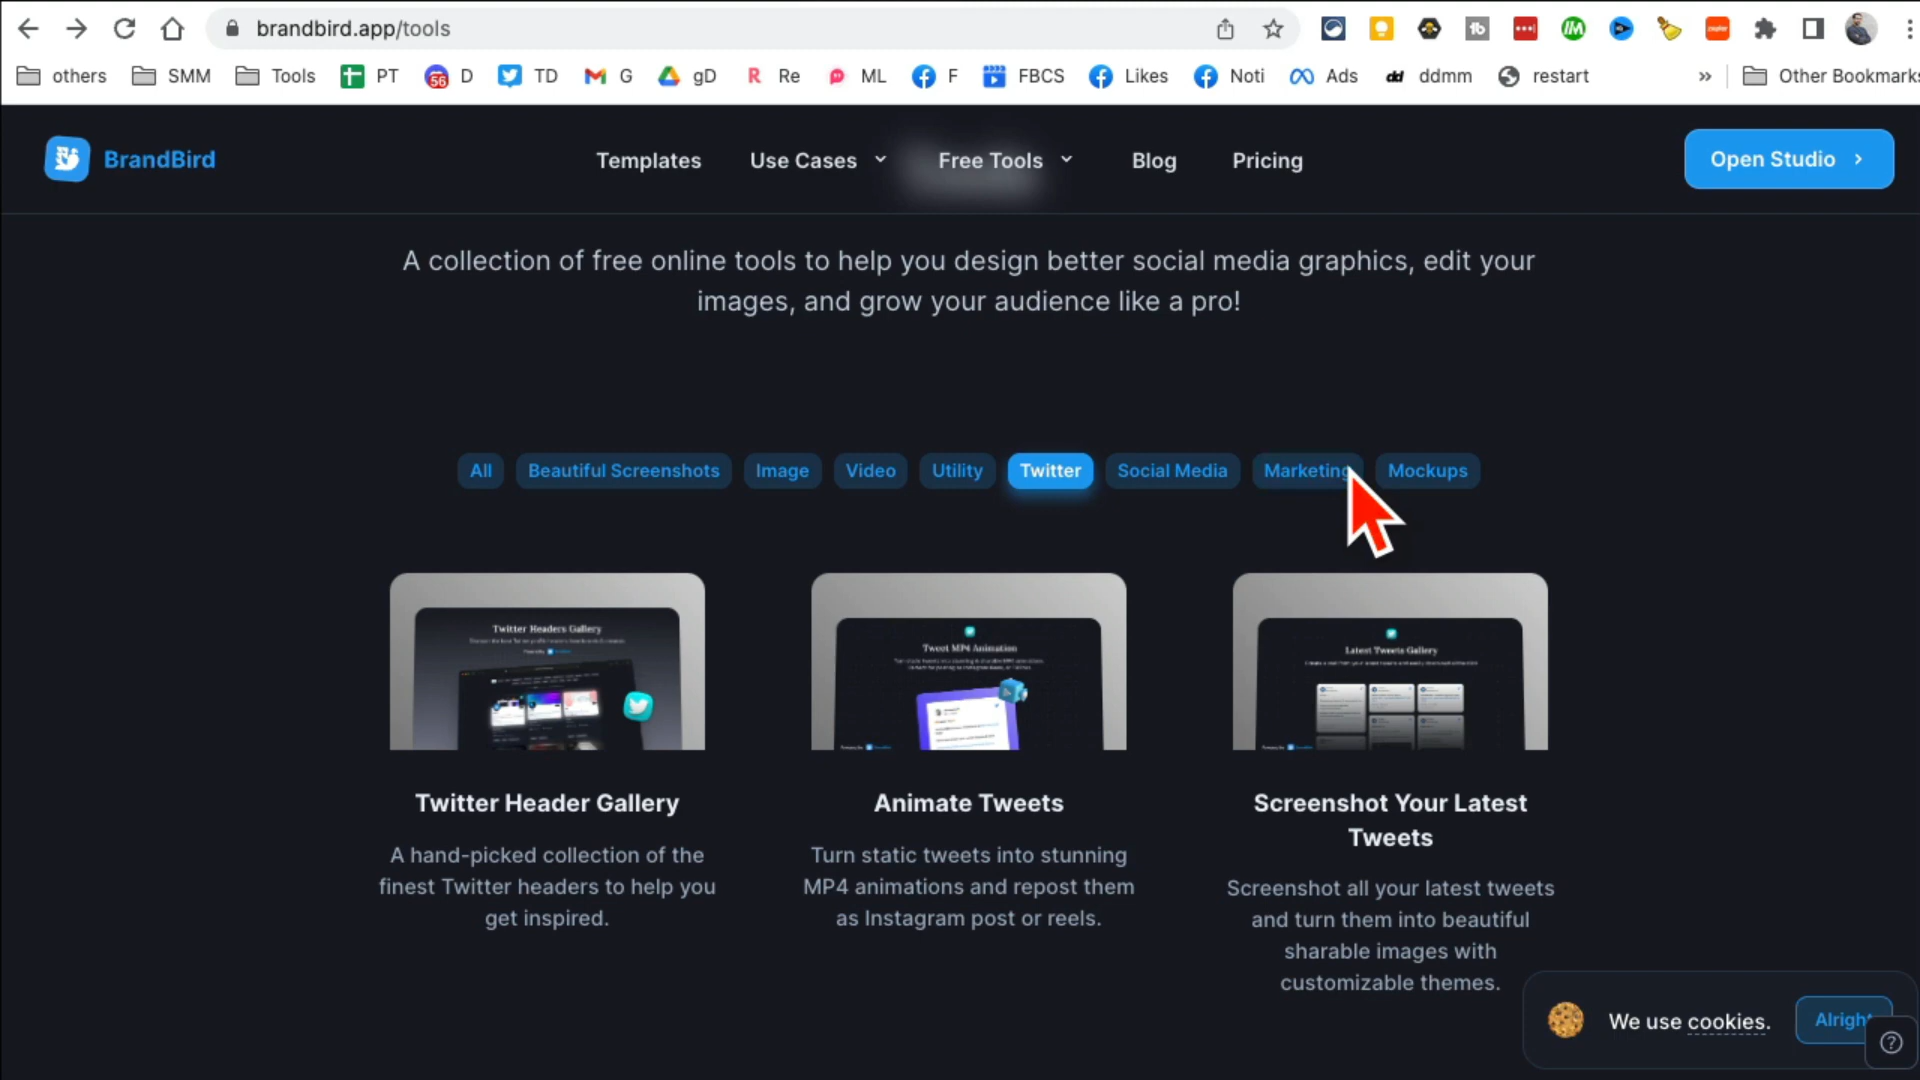 brandbird.app/tools
others
SMM
Tools
PT
56
D
TD
G
gD
Re
ML
F
FBCS
Likes
Noti
Ads
dd
ddmm
restart
»
Other Bookmarks
BrandBird
Templates
Use Cases
Free Tools
Blog
Pricing
Open Studio
A collection of free online tools to help you design better social media graphics, edit your
images, and grow your audience like a pro!
All
Beautiful Screenshots
Image
Video
Utility
Twitter
Social Media
Marketing
Mockups
Twitter Headers Gallery
Tweet MP4 Animation
Latest Tweets Gallery
Twitter Header Gallery
Animate Tweets
Screenshot Your Latest
Tweets
A hand-picked collection of the
finest Twitter headers to help you
get inspired.
Turn static tweets into stunning
MP4 animations and repost them
as Instagram post or reels.
Screenshot all your latest tweets
and turn them into beautiful
sharable images with
customizable themes.
We use cookies.
Alright